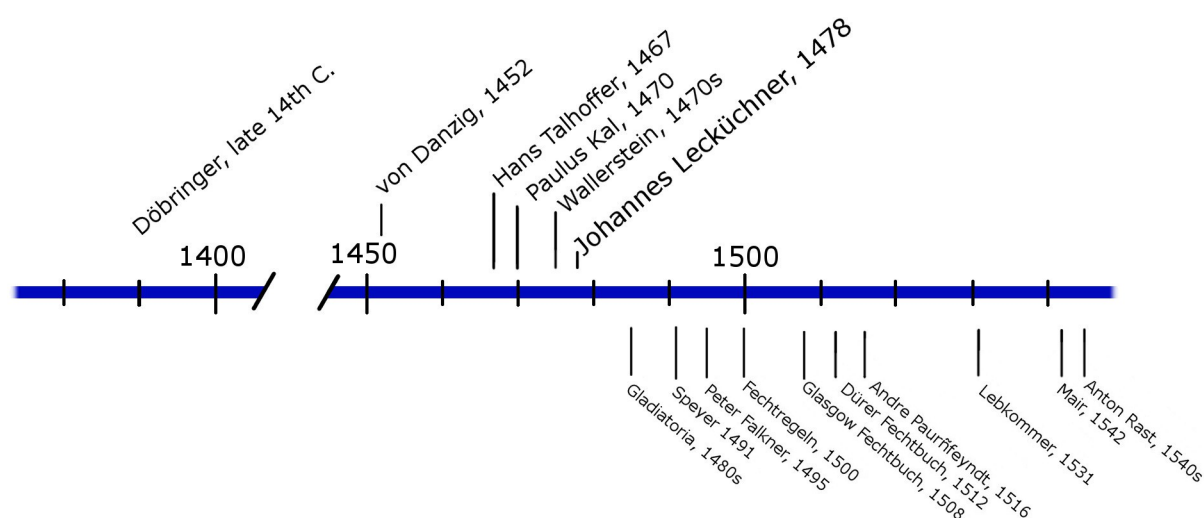 Döbringer, late 14th C.
von Danzig, 1452
Hans Talhoffer, 1467
Paulus Kal, 1470
Wallerstein, 1470s
Johannes Lecküchner, 1478
1400
1450
1500
Gladiatoria, 1480s
Speyer 1491
Peter Falkner, 1495
Fechtregeln, 1500
Glasgow Fechtbuch, 1508
Dürer Fechtbuch, 1512
Andre Paurñfeyndt, 1516
Lebkommer, 1531
Mair, 1542
Anton Rast, 1540s